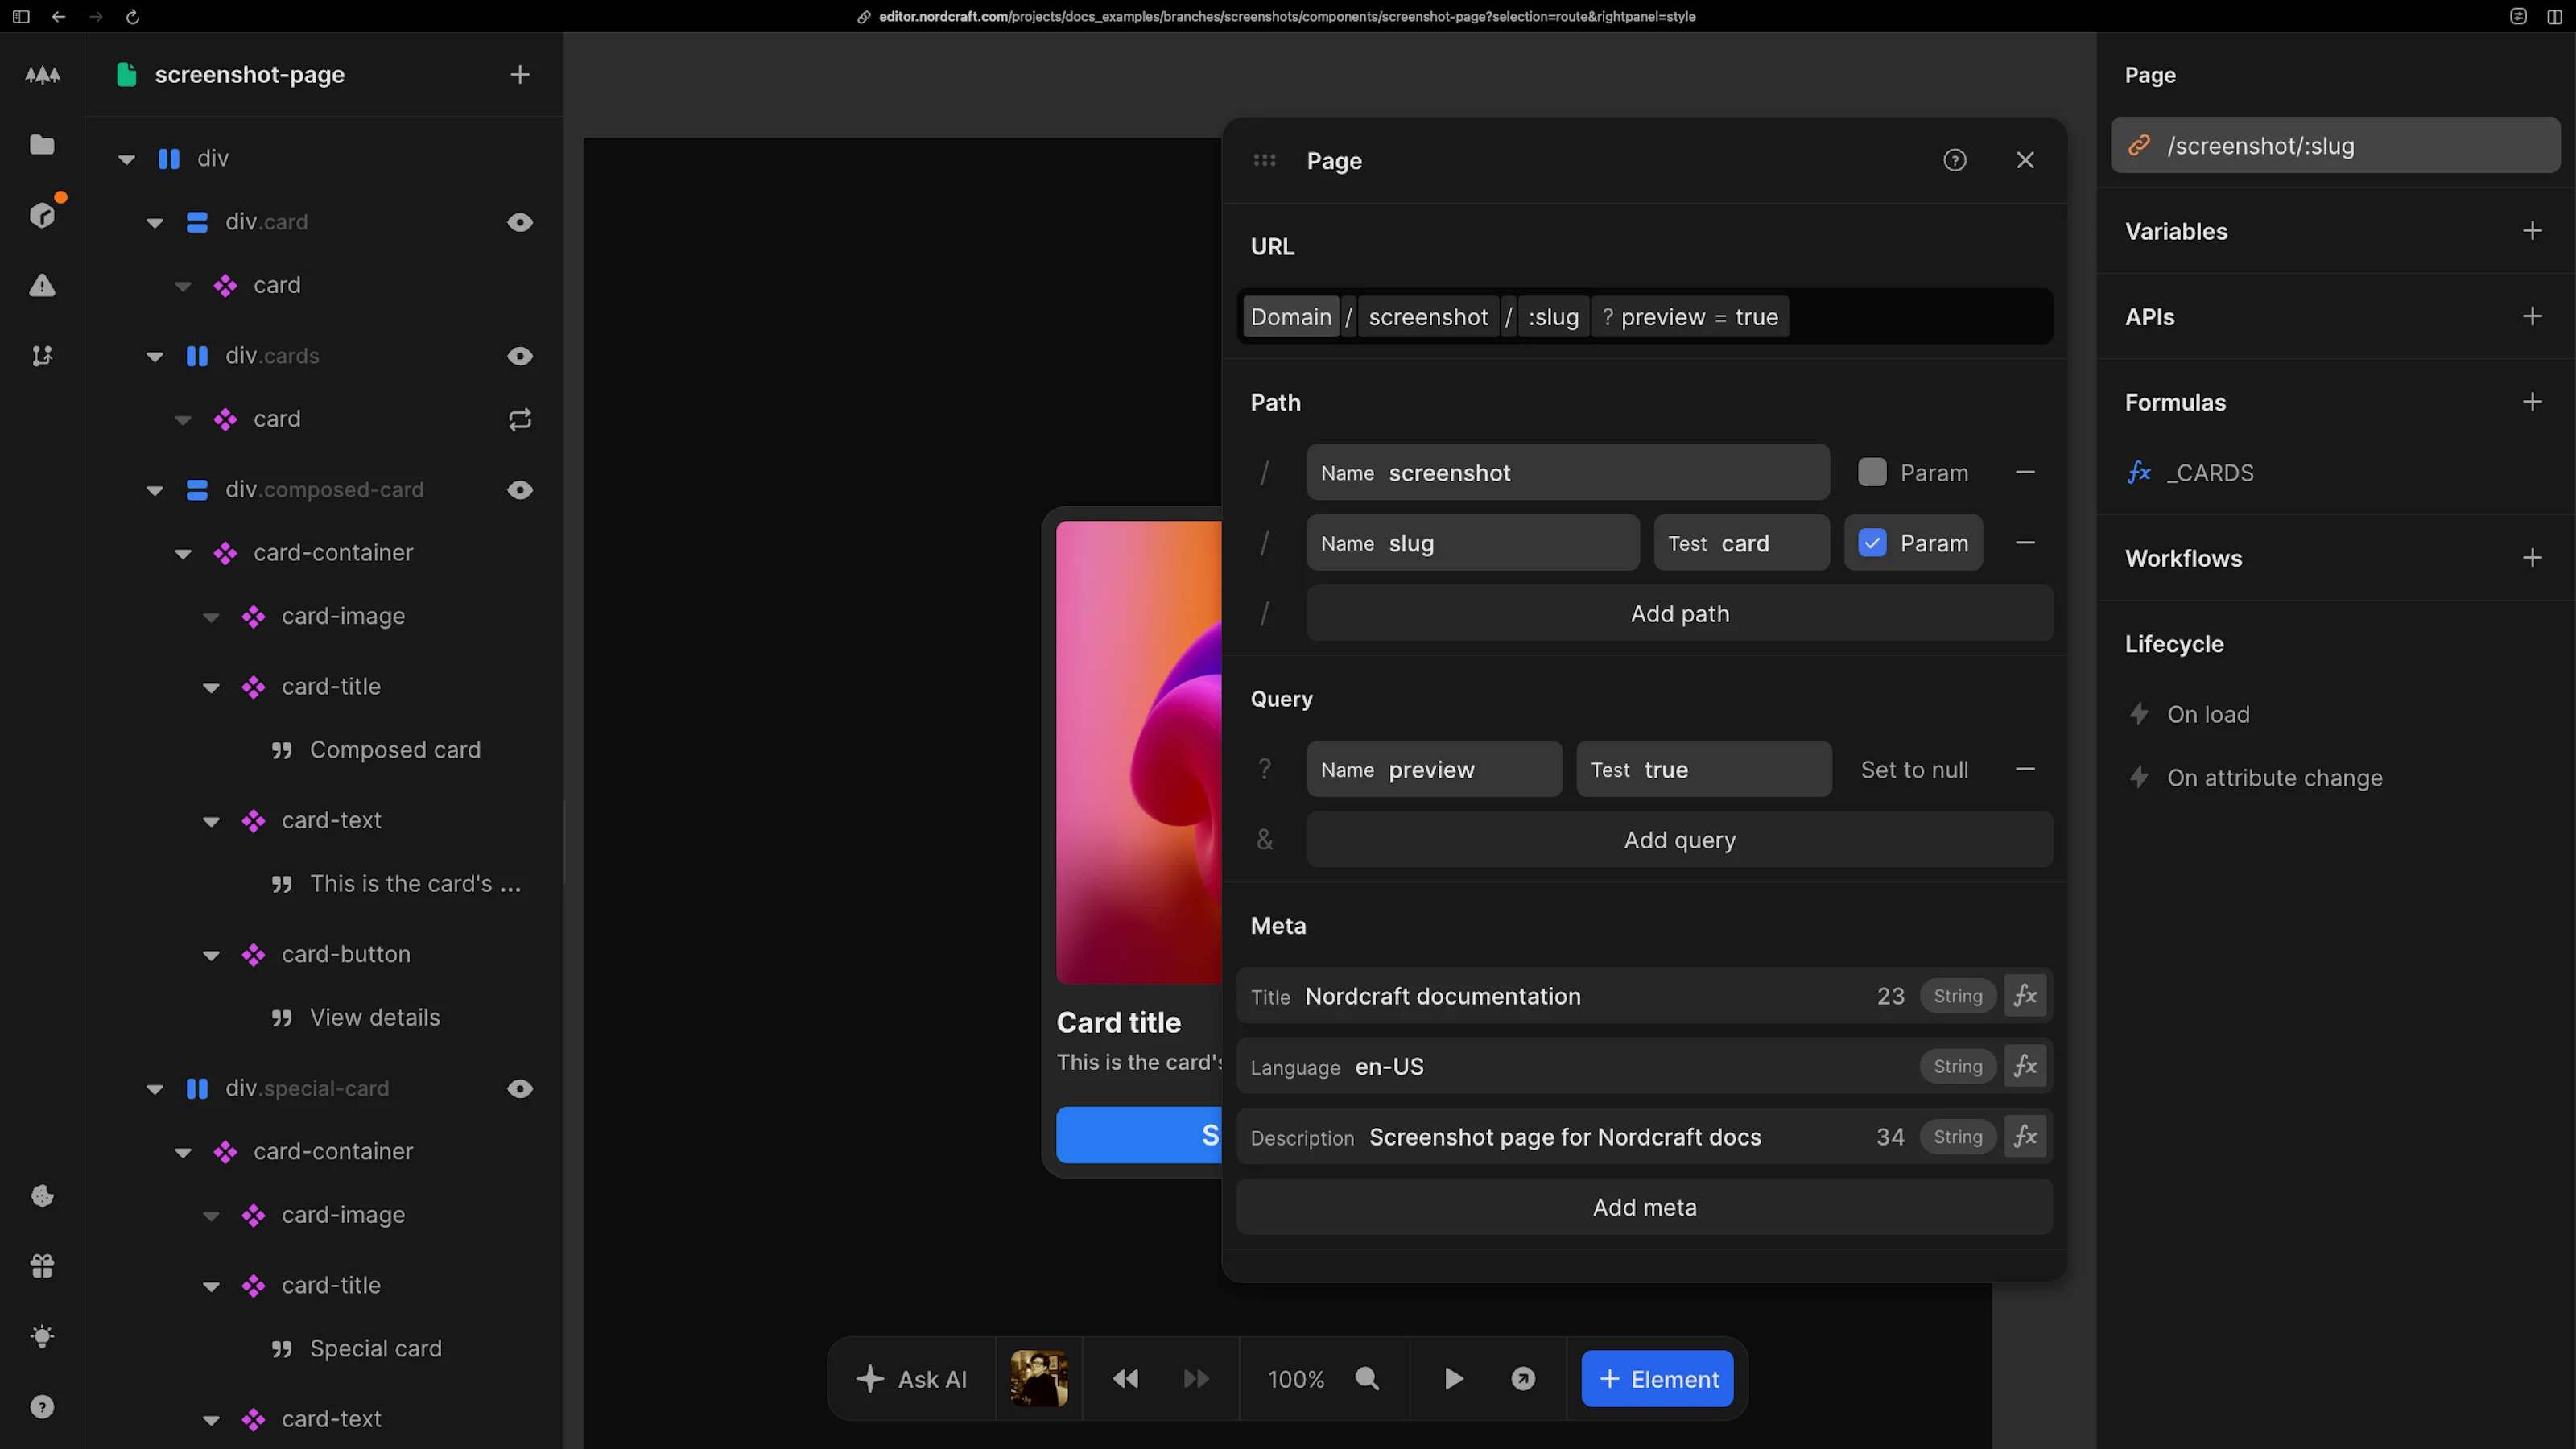 editor.nordcraft.com/projects/docs_examples/branches/screenshots/components/screenshot-page?selection=route&rightpanel=style
screenshot-page
div
div.card
card
div.cards
card
div.composed-card
card-container
card-image
card-title
Composed card
card-text
This is the card's ...
card-button
View details
div.special-card
card-container
card-image
card-title
Special card
card-text
Card title
This is the card's
S
Page
URL
Domain / screenshot / :slug ? preview = true
Path
/ Name screenshot Param
/ Name slug Test card Param
/ Add path
Query
? Name preview Test true Set to null
& Add query
Meta
Title Nordcraft documentation 23 String fx
Language en-US String fx
Description Screenshot page for Nordcraft docs 34 String fx
Add meta
Ask AI 100% + Element
Page
/screenshot/:slug
Variables
APIs
Formulas
fx _CARDS
Workflows
Lifecycle
On load
On attribute change